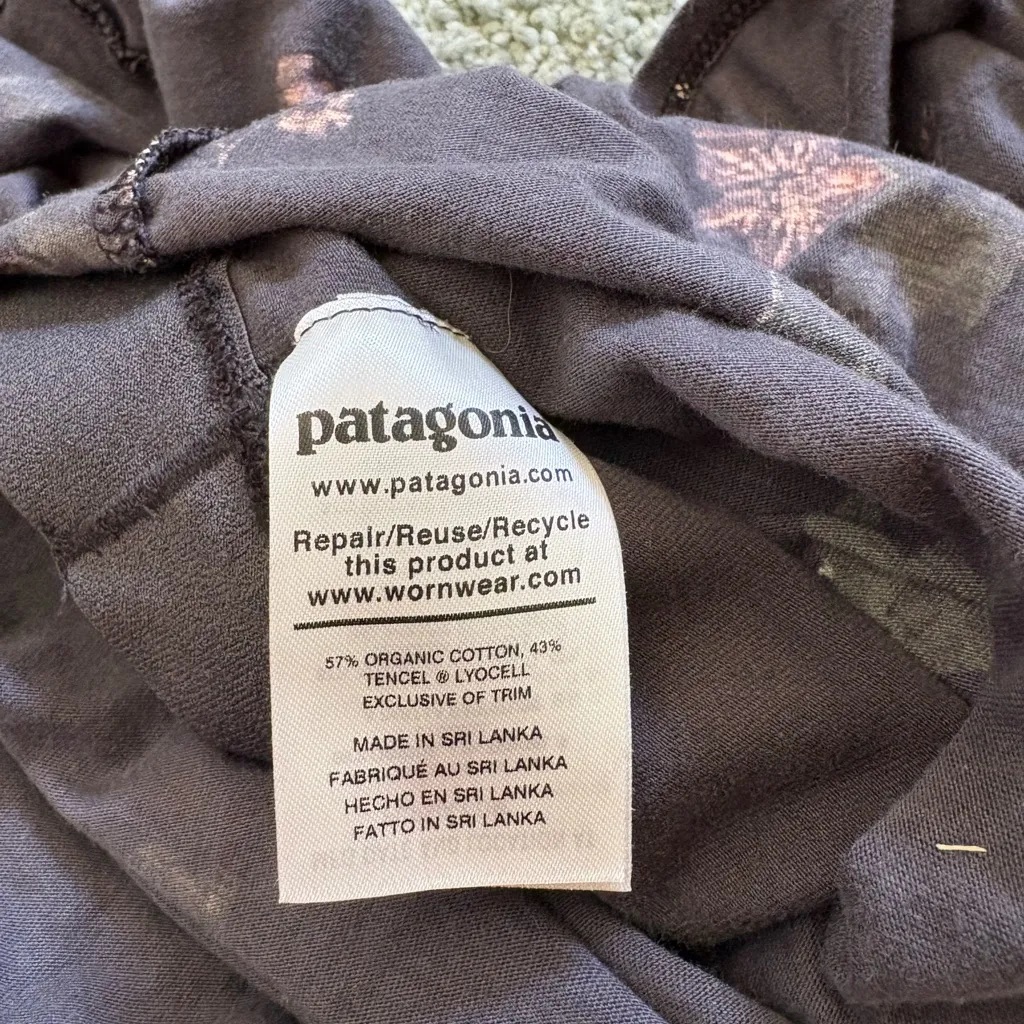 patagonia
www.patagonia.com
Repair/Reuse/Recycle
this product at
www.wornwear.com
57% ORGANIC COTTON, 43%
TENCEL ® LYOCELL
EXCLUSIVE OF TRIM
MADE IN SRI LANKA
FABRIQUÉ AU SRI LANKA
HECHO EN SRI LANKA
FATTO IN SRI LANKA